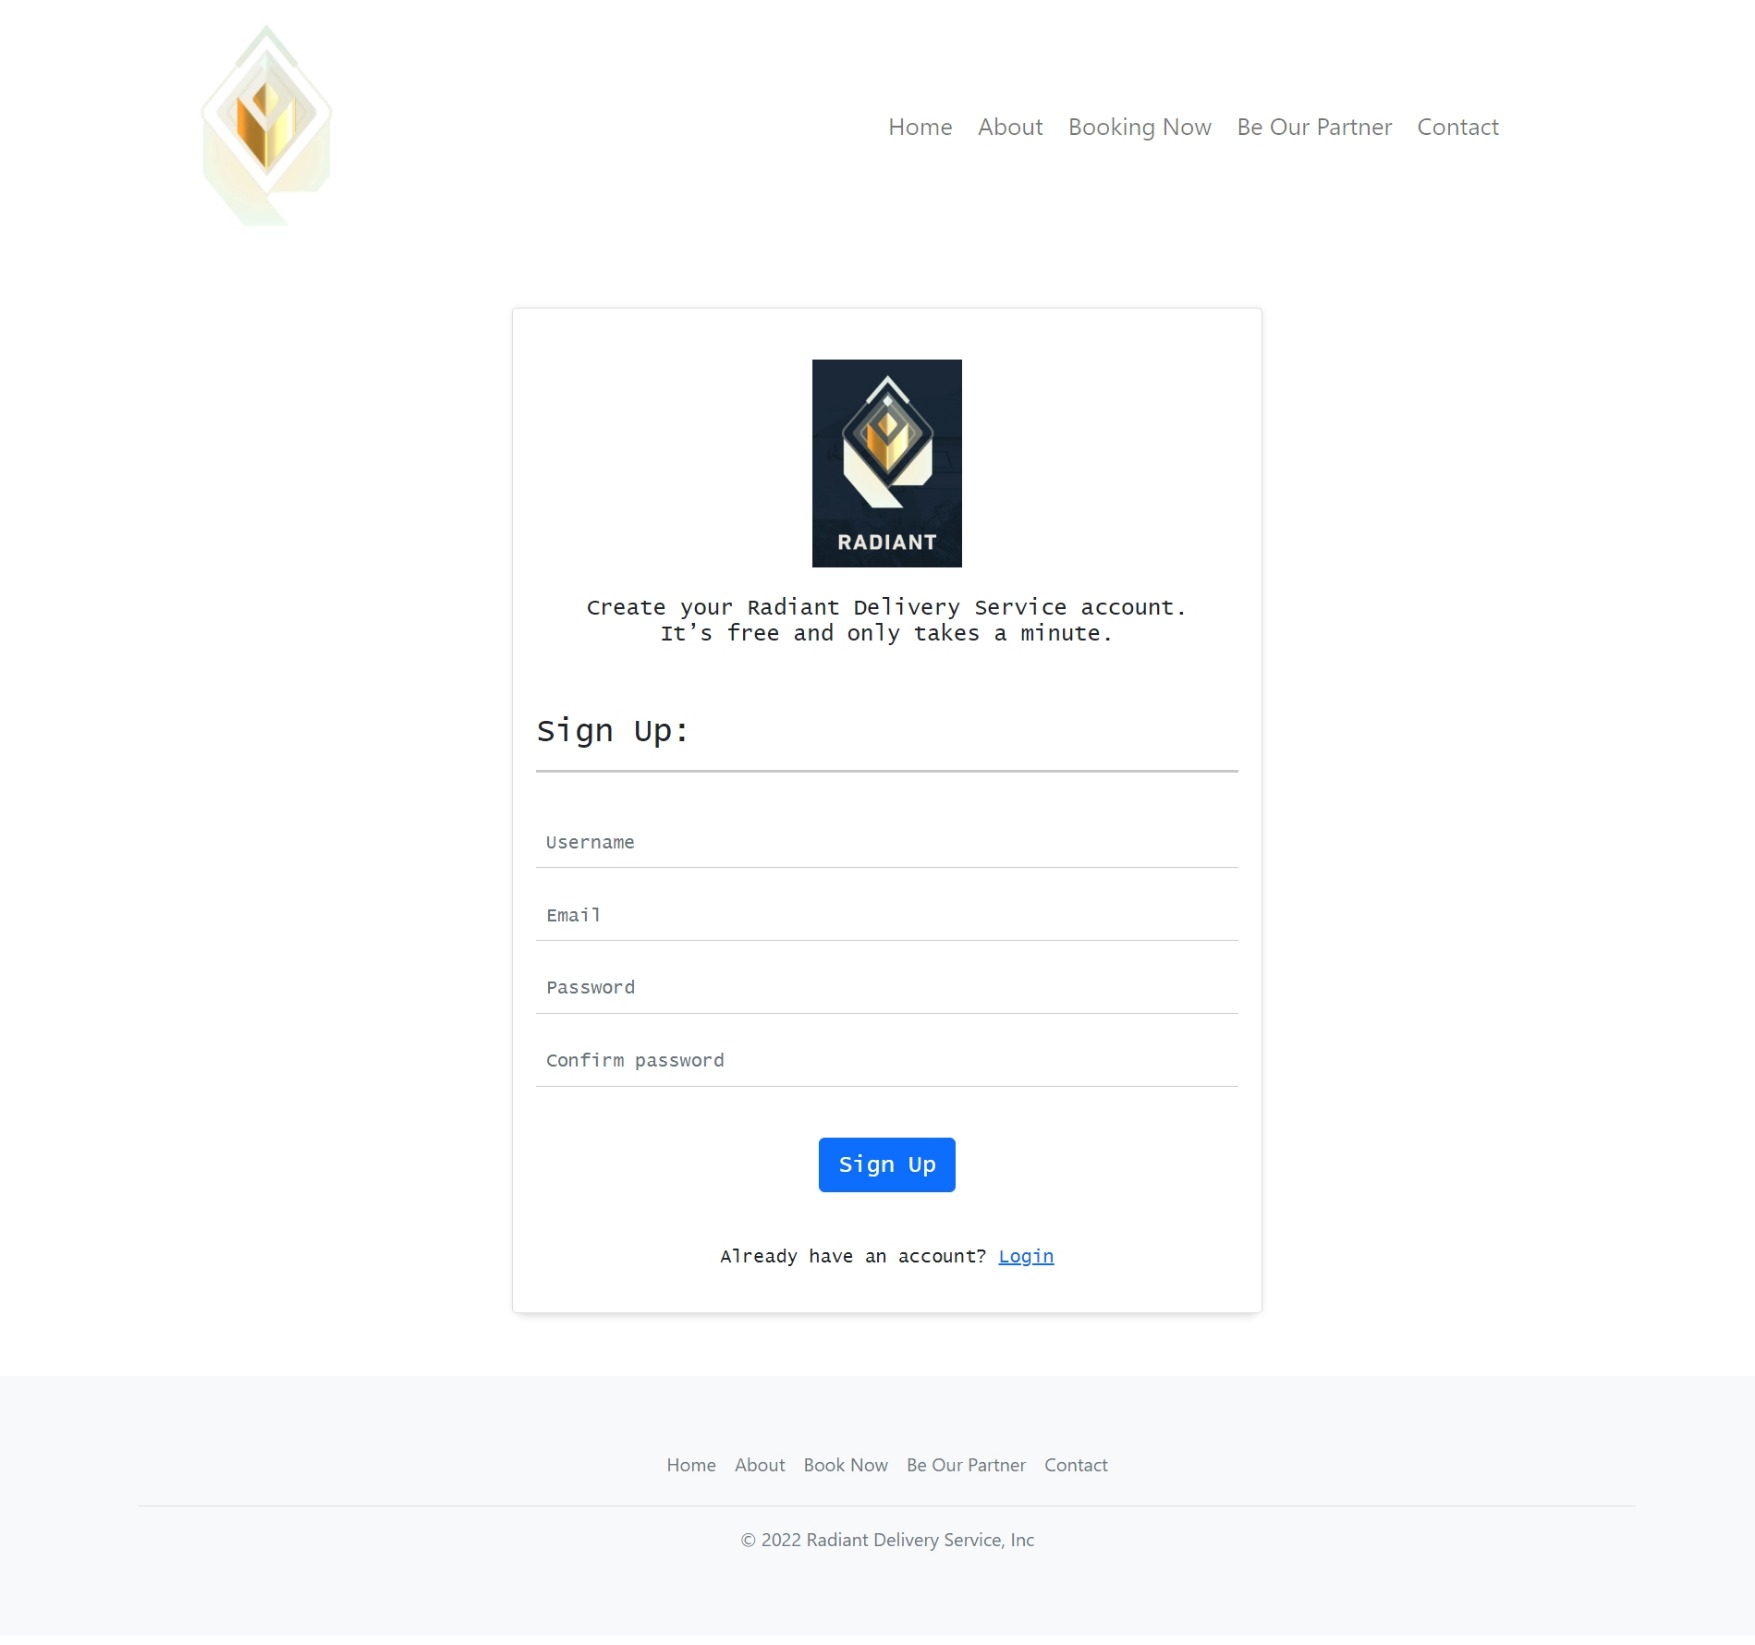 Home About Booking Now Be Our Partner Contact
RADIANT
Create your Radiant Delivery Service account.
It’s free and only takes a minute.
Sign Up:
Username
Email
Password
Confirm password
Sign Up
Already have an account? Login
Home About Book Now Be Our Partner Contact
© 2022 Radiant Delivery Service, Inc